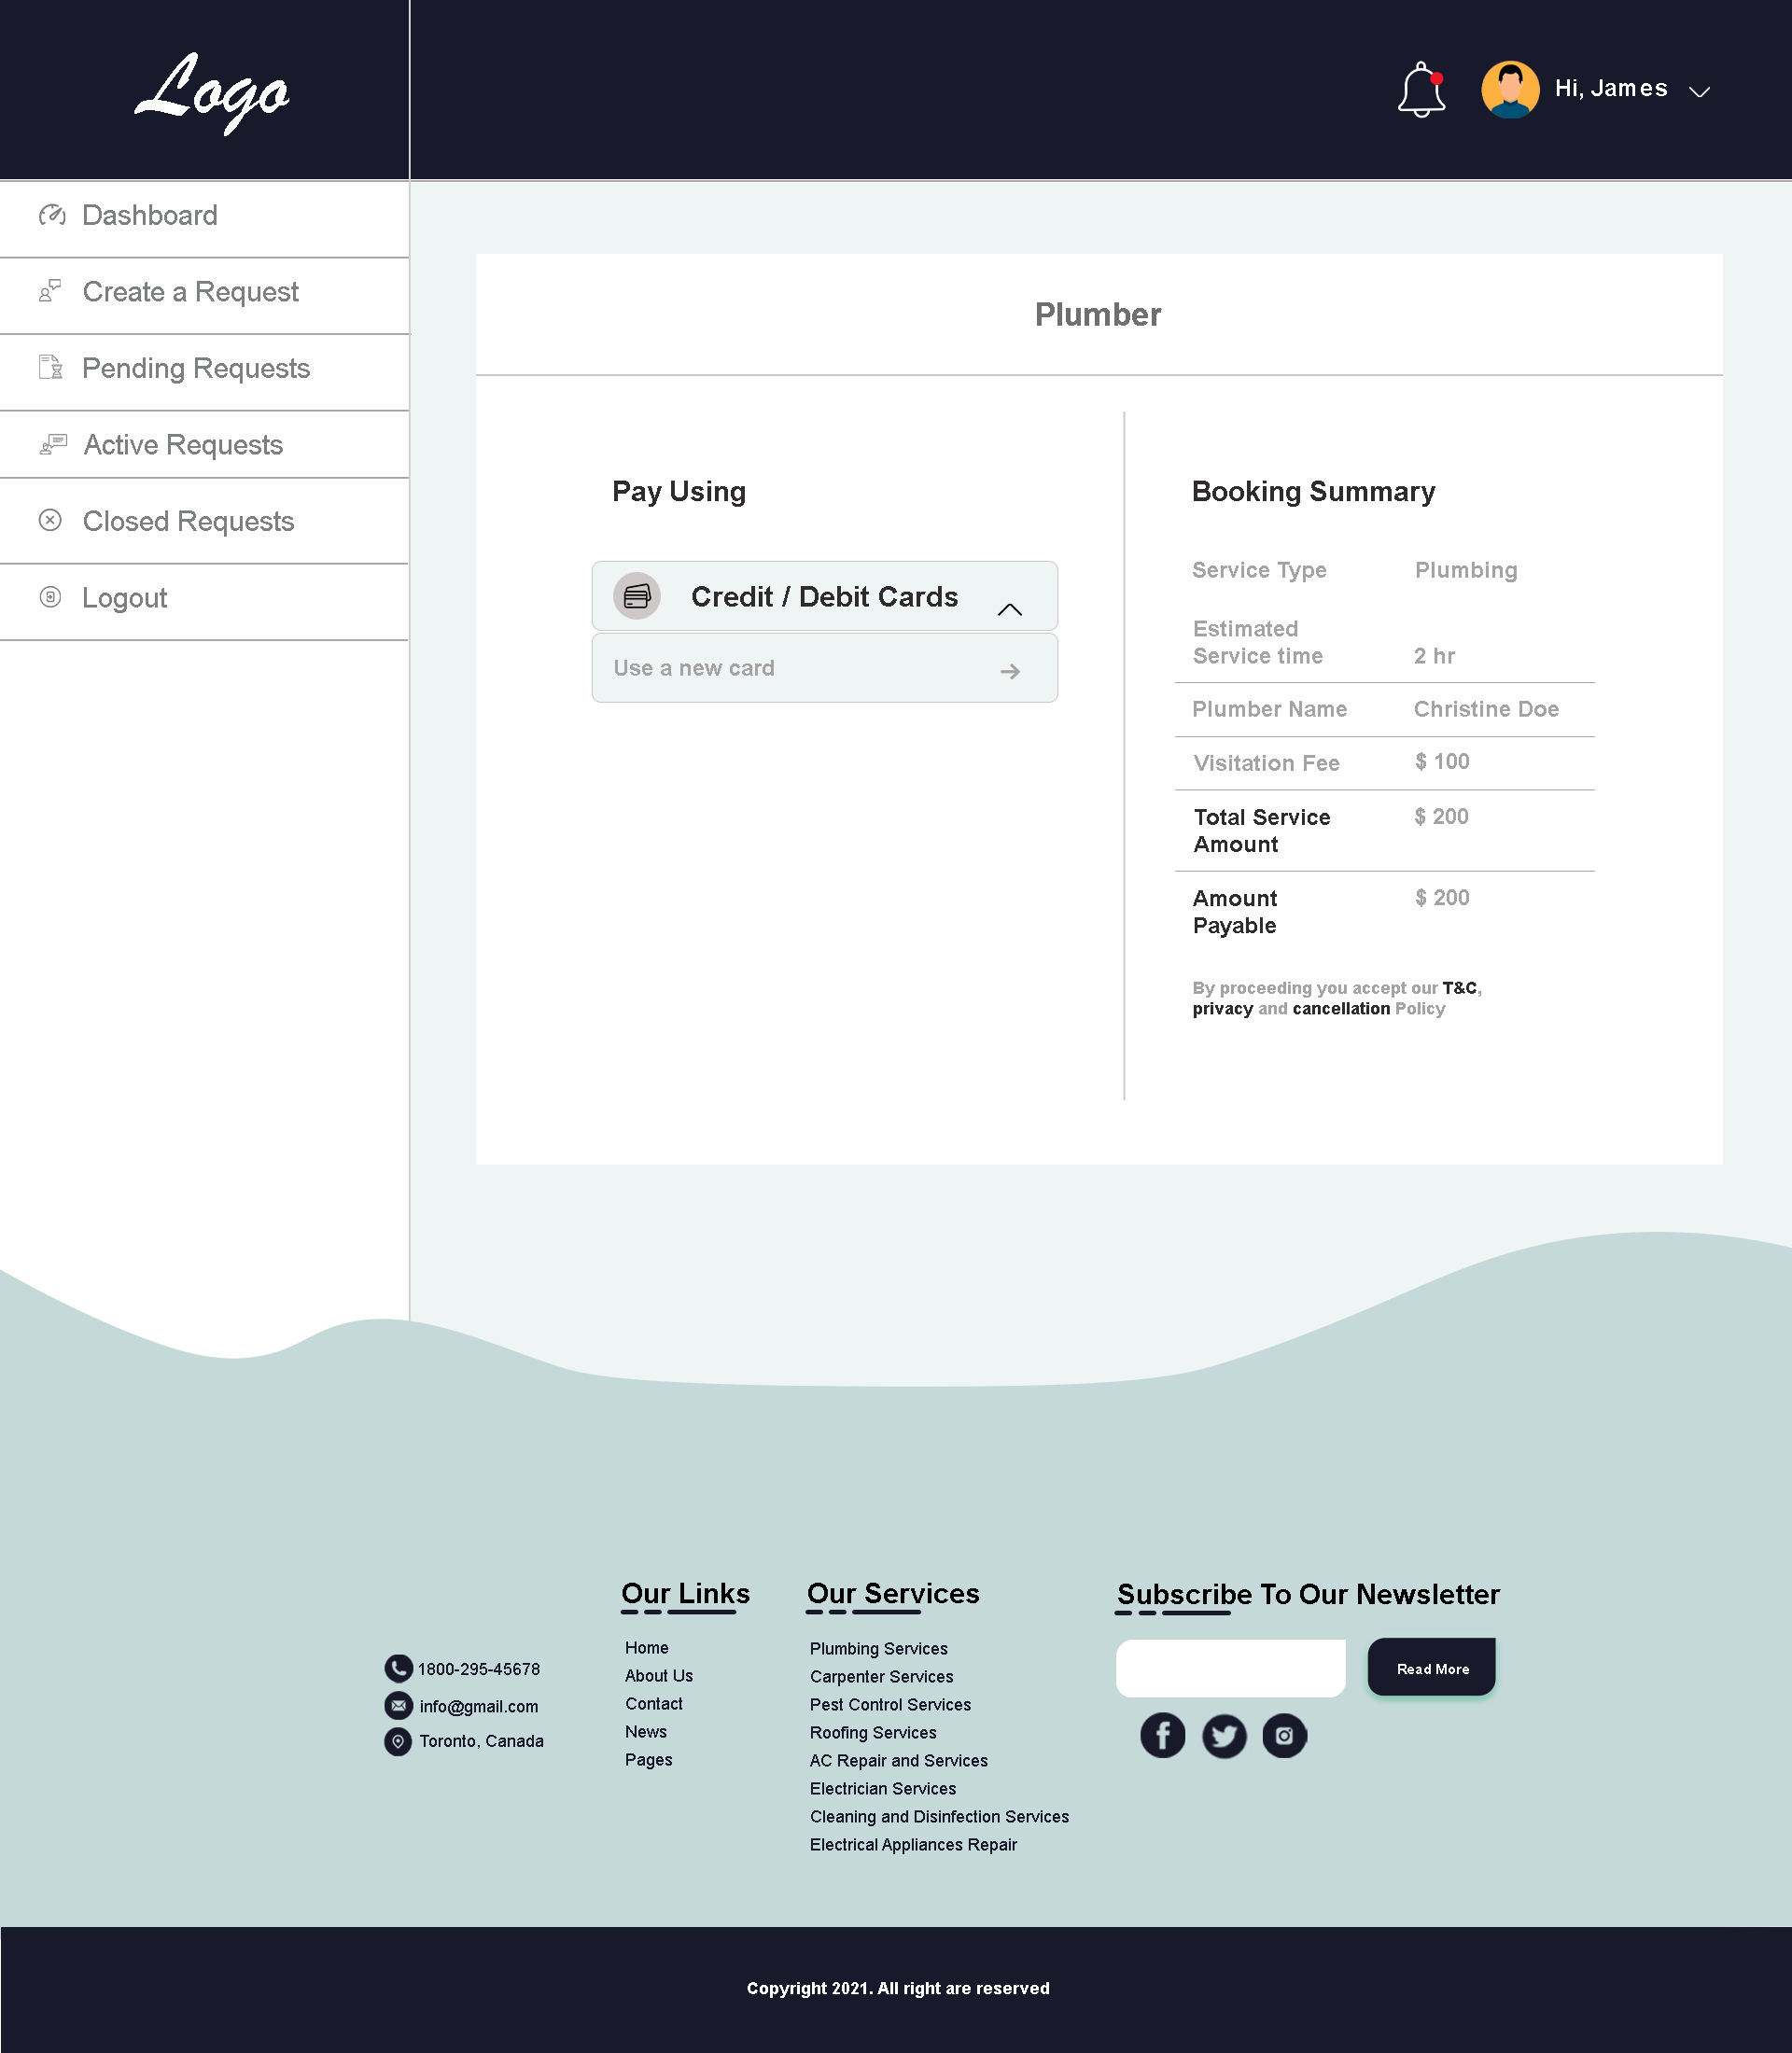 Logo
Hi, James
Dashboard
Create a Request
Pending Requests
Active Requests
Closed Requests
Logout
Plumber
Pay Using
Credit / Debit Cards
Use a new card
Booking Summary
Service Type Plumbing
Estimated
Service time 2 hr
Plumber Name Christine Doe
Visitation Fee $ 100
Total Service $ 200
Amount
Amount $ 200
Payable
By proceeding you accept our T&C,
privacy and cancellation Policy
1800-295-45678
info@gmail.com
Toronto, Canada
Our Links
Home
About Us
Contact
News
Pages
Our Services
Plumbing Services
Carpenter Services
Pest Control Services
Roofing Services
AC Repair and Services
Electrician Services
Cleaning and Disinfection Services
Electrical Appliances Repair
Subscribe To Our Newsletter
Read More
Copyright 2021. All right are reserved